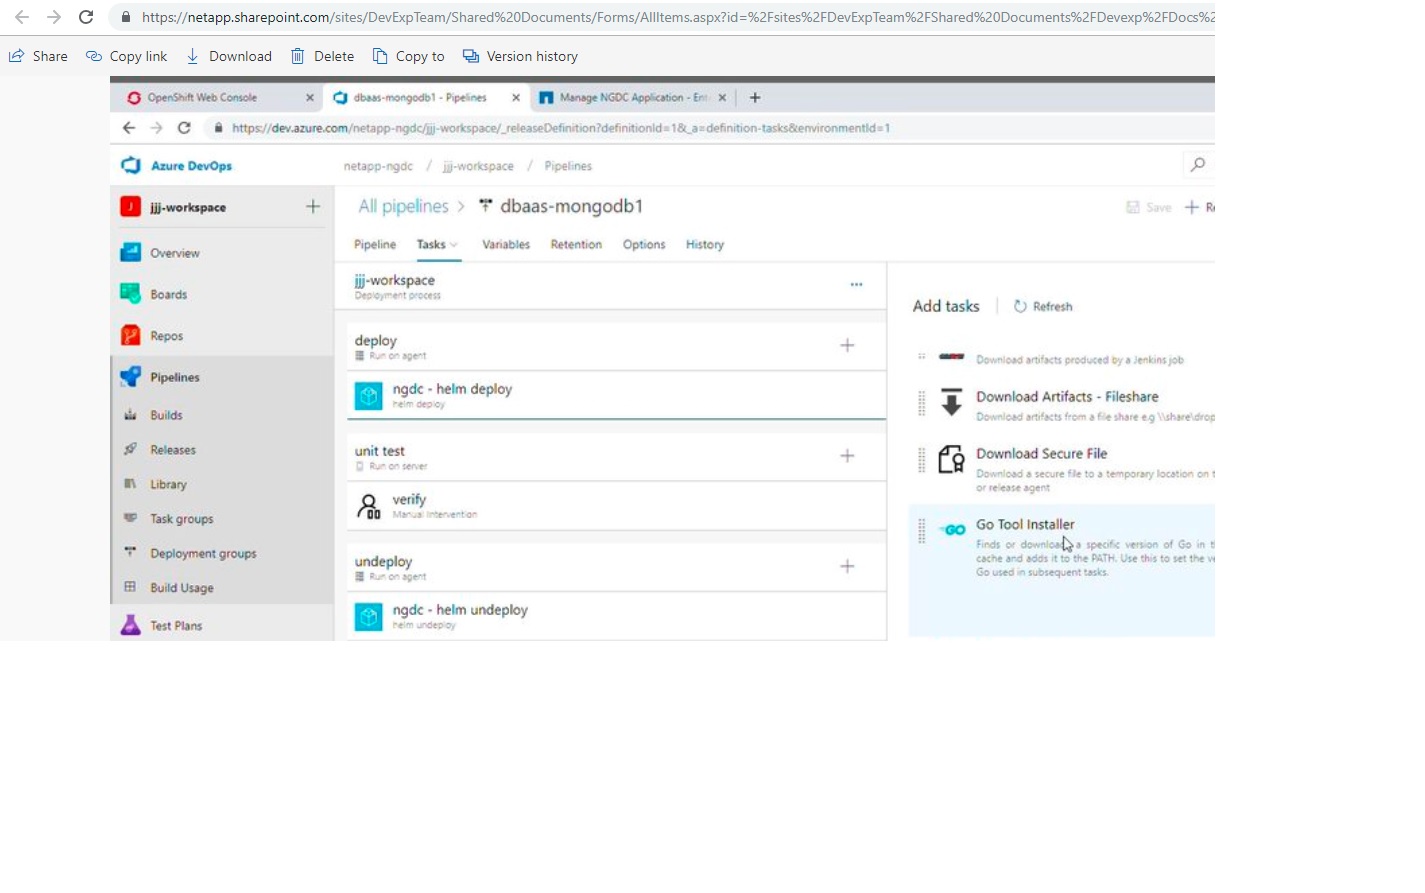 https://netapp.sharepoint.com/sites/DevExpTeam/Shared%20Documents/Forms/AllItems.aspx?id=%2Fsites%2FDevExpTeam%2FShared%20Documents%2FDevexp%2FDocs%2
Share Copy link Download Delete Copy to Version history
OpenShift Web Console × dbaas-mongodb1 - Pipelines × Manage NGDC Application - Ent × +
https://dev.azure.com/netapp-ngdc/jjj-workspace/_releaseDefinition?definitionId=1&_a=definition-tasks&environmentId=1
Azure DevOps netapp-ngdc / jjj-workspace / Pipelines
J jjj-workspace +
All pipelines > dbaas-mongodb1
Save + Re
Pipeline Tasks Variables Retention Options History
Overview
Boards
Repos
Pipelines
Builds
Releases
Library
Task groups
Deployment groups
Build Usage
Test Plans
jjj-workspace ...
Deployment process
deploy +
Run on agent
ngdc - helm deploy
helm deploy
unit test +
Run on server
verify
Manual Intervention
undeploy +
Run on agent
ngdc - helm undeploy
helm undeploy
Add tasks | Refresh
Download artifacts produced by a Jenkins job
Download Artifacts - Fileshare
Download artifacts from a file share e.g \\share\drop
Download Secure File
Download a secure file to a temporary location on t
or release agent
GO Go Tool Installer
Finds or downloads a specific version of Go in th
cache and adds it to the PATH. Use this to set the ve
Go used in subsequent tasks.